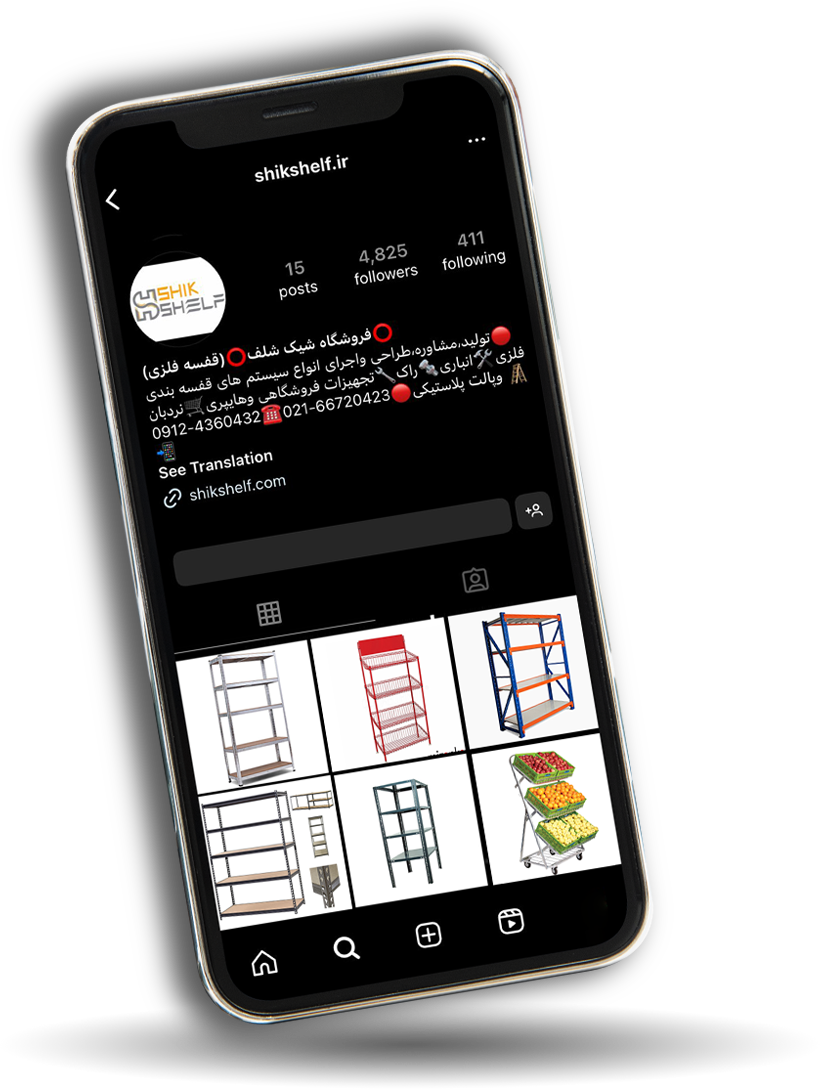 shikshelf.ir
15
posts
4,825
followers
411
following
SHIK
SHELF
⭕فروشگاه شیک شلف⭕(قفسه فلزی)
🔴تولید،مشاوره،طراحی واجرای انواع سیستم های قفسه بندی
فلزی🛠️انباری🔩راک🔧تجهیزات فروشگاهی وهایپری🛒نردبان
🪜وپالت پلاستیکی🔴021-66720423☎️0912-4360432
📲
See Translation
shikshelf.com